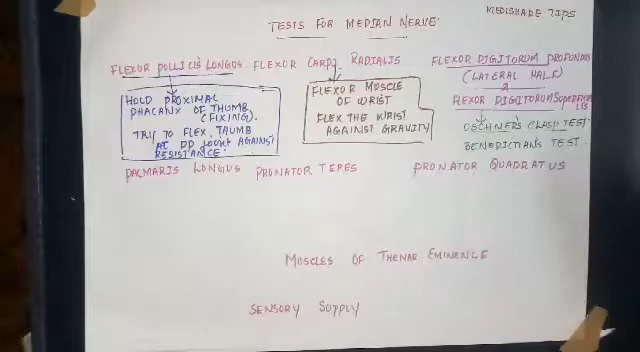 MEDISHARE TIPS
TESTS FOR MEDIAN NERVE
FLEXOR POLLICIS LONGUS
HOLD PROXIMAL
PHALANX OF THUMB
(FIXING).
TRY TO FLEX THUMB
AT DP JOINT AGAINST
RESISTANCE.
FLEXOR CARPI RADIALIS
FLEXOR MUSCLE
OF WRIST
FLEX THE WRIST
AGAINST GRAVITY
FLEXOR DIGITORUM PROFUNDUS
(LATERAL HALF)
FLEXOR DIGITORUM SUPERFICIALIS
OSCHNER'S CLASP TEST
BENEDICTIANS TEST
PALMARIS LONGUS
PRONATOR TERES
PRONATOR QUADRATUS
MUSCLES OF THENAR EMINENCE
SENSORY SUPPLY